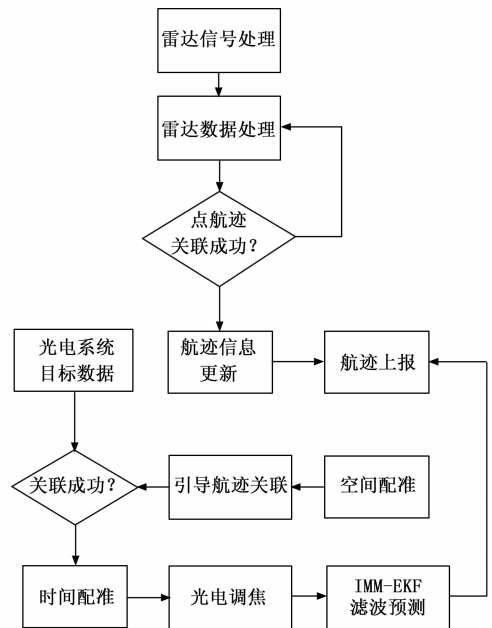 雷达信号处理
雷达数据处理
点航迹
关联成功？
光电系统
目标数据
航迹信息
更新
航迹上报
关联成功？
引导航迹关联
空间配准
时间配准
光电调焦
IMM-EKF
滤波预测